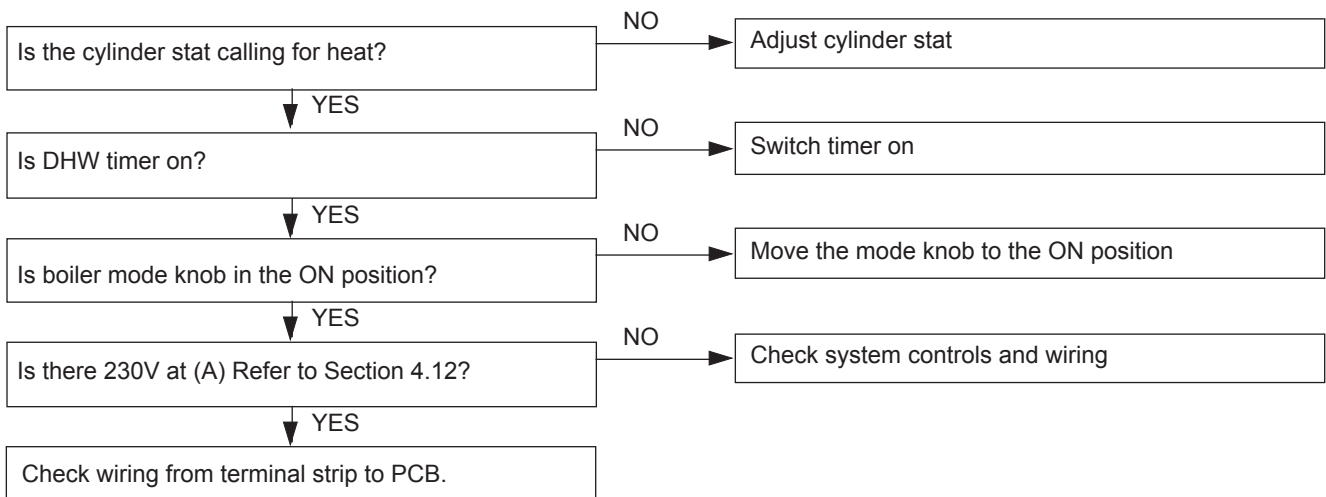 Is the cylinder stat calling for heat?
NO
Adjust cylinder stat
YES
Is DHW timer on?
NO
Switch timer on
YES
Is boiler mode knob in the ON position?
NO
Move the mode knob to the ON position
YES
Is there 230V at (A) Refer to Section 4.12?
NO
Check system controls and wiring
YES
Check wiring from terminal strip to PCB.